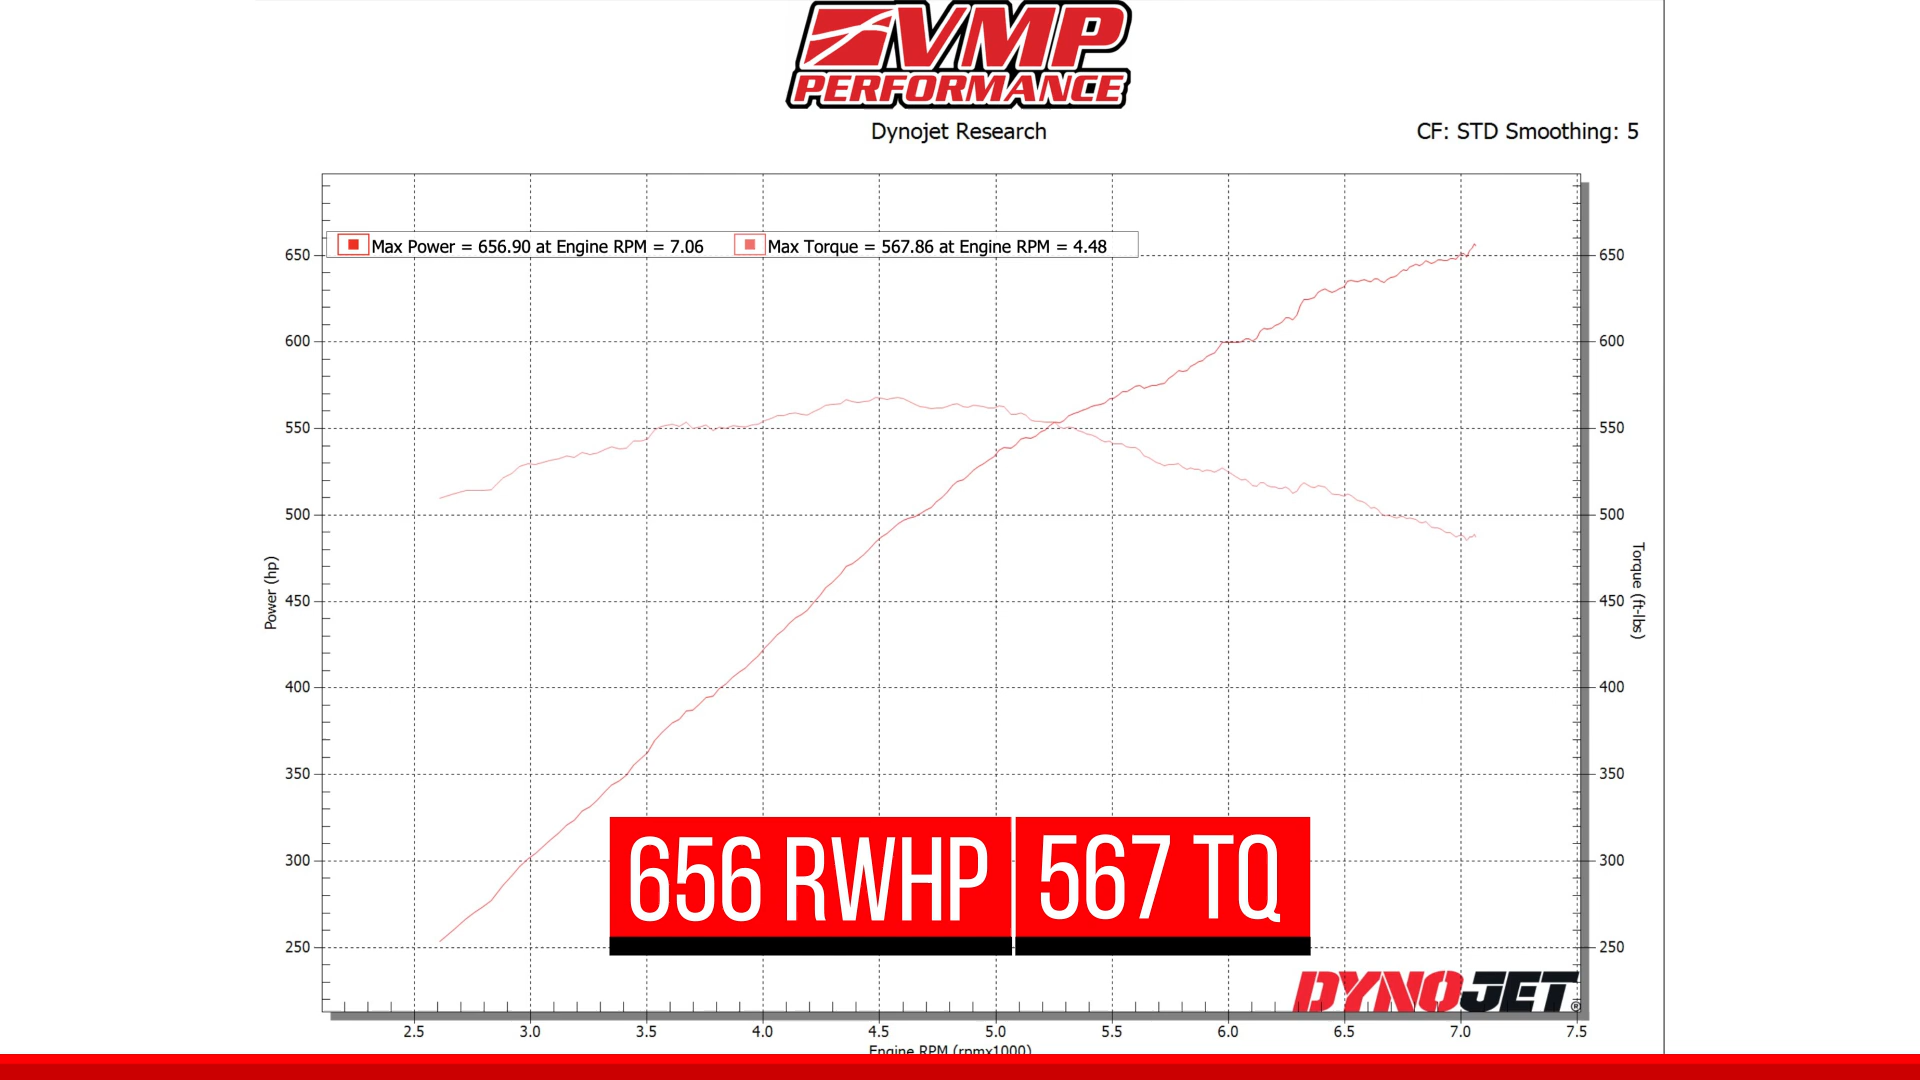 VMP
PERFORMANCE
Dynojet Research
CF: STD Smoothing: 5
Max Power = 656.90 at Engine RPM = 7.06
Max Torque = 567.86 at Engine RPM = 4.48
650
600
550
500
450
400
350
300
250
Power (hp)
650
600
550
500
450
400
350
300
250
Torque (ft-lbs)
656 RWHP
567 TQ
DYNOJET®
2.5 3.0 3.5 4.0 4.5 5.0 5.5 6.0 6.5 7.0 7.5
Engine RPM (rpmx1000)